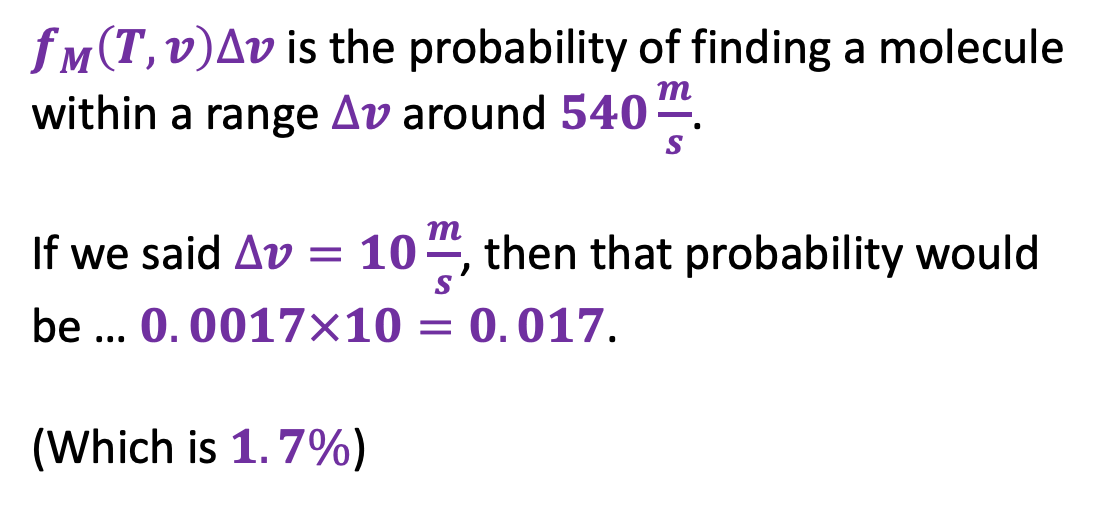 f_M(T, v)Δv is the probability of finding a molecule
within a range Δv around 540 m/s.
If we said Δv = 10 m/s, then that probability would
be ... 0.0017×10 = 0.017.
(Which is 1.7%)